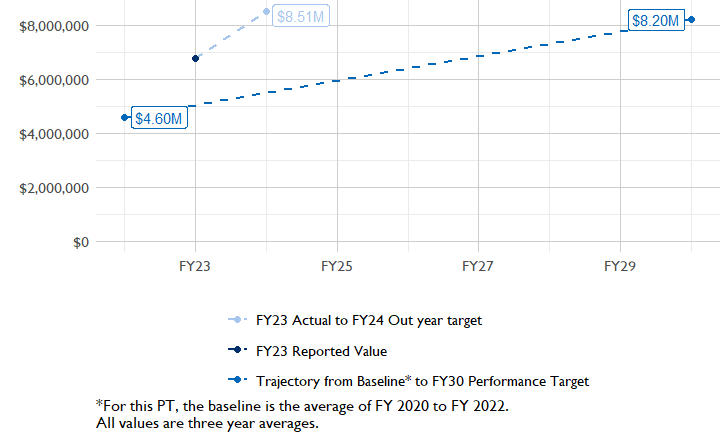 $8.51M
$8,000,000
$8.20M
$6,000,000
$4.60M
$4,000,000
$2,000,000
$0
FY23 FY25 FY27 FY29
FY23 Actual to FY24 Out year target
FY23 Reported Value
Trajectory from Baseline* to FY30 Performance Target
*For this PT, the baseline is the average of FY 2020 to FY 2022.
All values are three year averages.